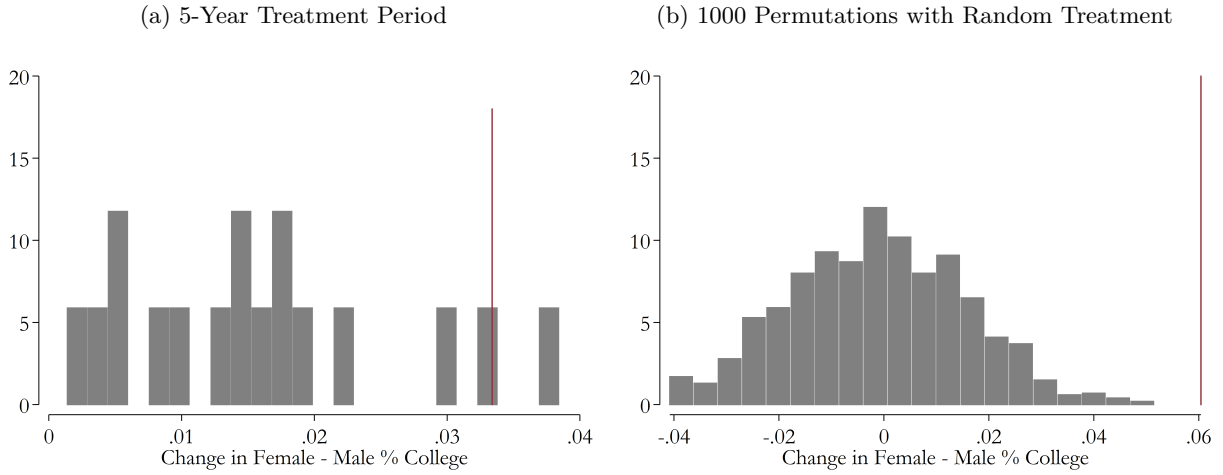 (a) 5-Year Treatment Period
20
15
10
5
0
0 .01 .02 .03 .04
Change in Female - Male % College
(b) 1000 Permutations with Random Treatment
20
15
10
5
0
-.04 -.02 0 .02 .04 .06
Change in Female - Male % College